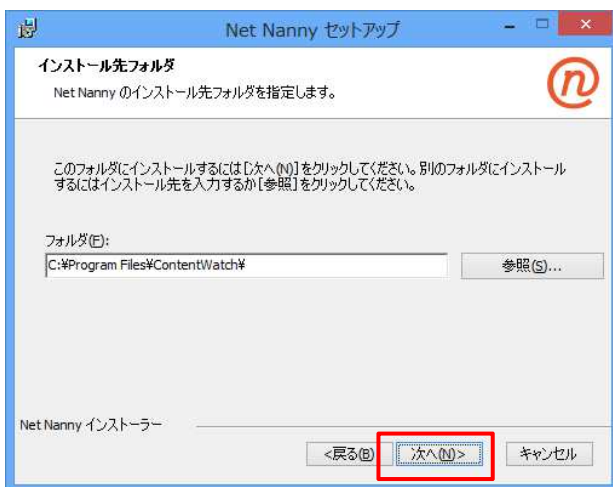 Net Nanny セットアップ
インストール先フォルダ
Net Nanny のインストール先フォルダを指定します。
n
このフォルダにインストールするには[次へ(N)]をクリックしてください。別のフォルダにインストール
するにはインストール先を入力するか[参照]をクリックしてください。
フォルダ(F):
C:¥Program Files¥ContentWatch¥
参照(S)...
Net Nanny インストーラー
<戻る(B)
次へ(N)>
キャンセル